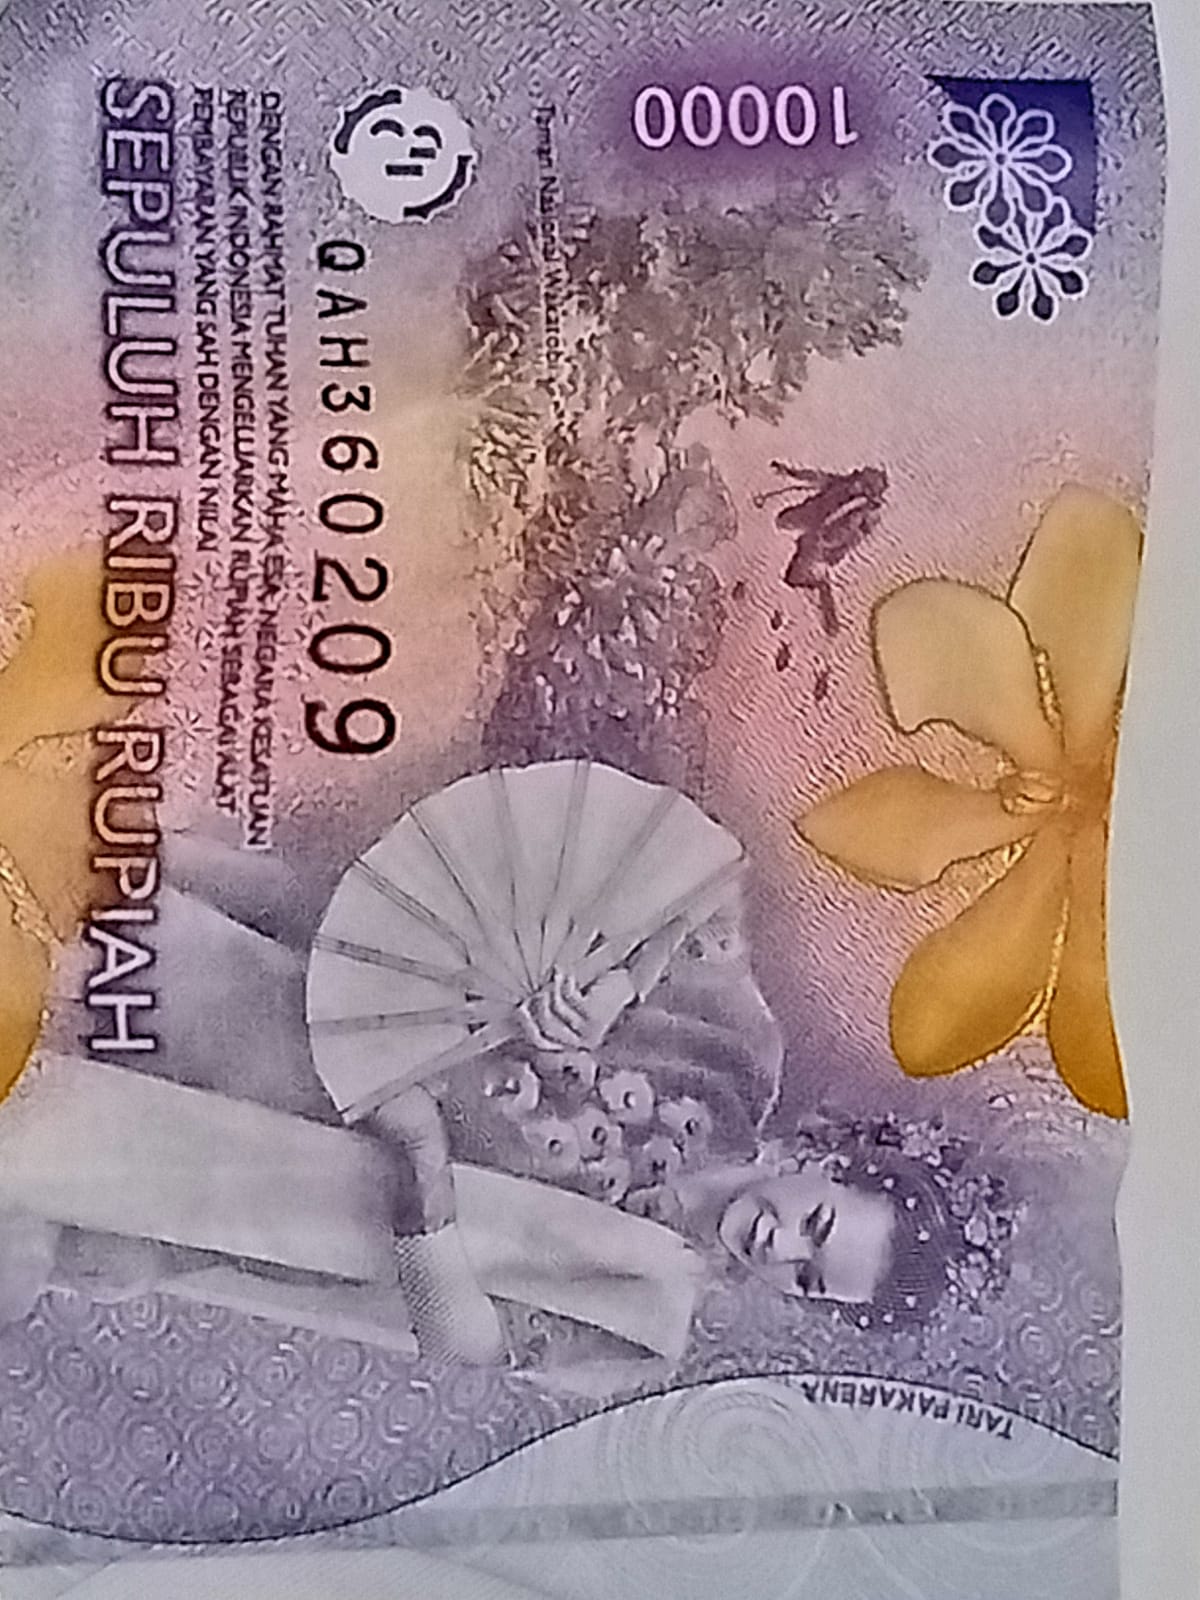 10000
Taman Nasional Wakatobi
QAH360209
DENGAN RAHMAT TUHAN YANG MAHA ESA, NEGARA KESATUAN
REPUBLIK INDONESIA MENGELUARKAN RUPIAH SEBAGAI ALAT
PEMBAYARAN YANG SAH DENGAN NILAI
SEPULUH RIBU RUPIAH
TARI PAKARENA